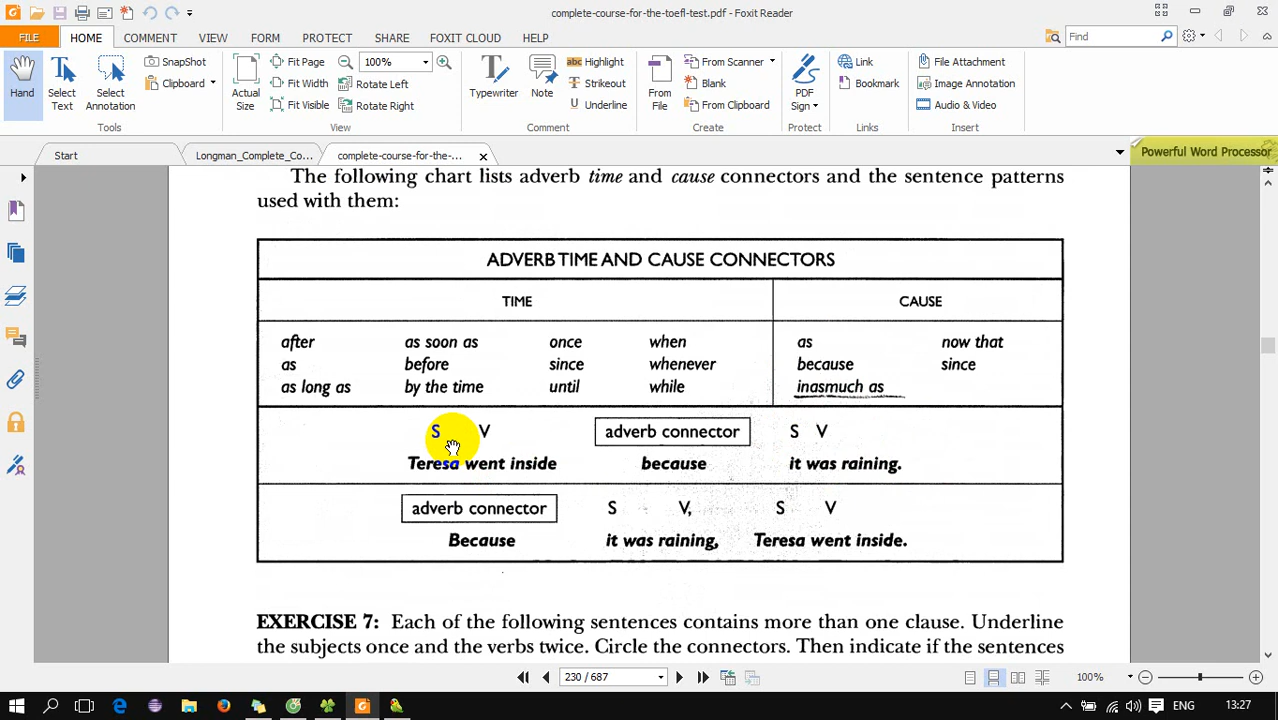 complete-course-for-the-toefl-test.pdf - Foxit Reader
FILE HOME COMMENT VIEW FORM PROTECT SHARE FOXIT CLOUD HELP Find
Hand
Select Text
Select Annotation
SnapShot
Clipboard
Tools
Actual Size
Fit Page
Fit Width
Fit Visible
100%
Rotate Left
Rotate Right
View
Typewriter
Note
Highlight
Strikeout
Underline
Comment
From File
From Scanner
Blank
From Clipboard
Create
PDF Sign
Protect
Link
Bookmark
Links
File Attachment
Image Annotation
Audio & Video
Insert
Start Longman_Complete_Co... complete-course-for-the-... Powerful Word Processor
The following chart lists adverb time and cause connectors and the sentence patterns
used with them:
ADVERB TIME AND CAUSE CONNECTORS
TIME CAUSE
after as soon as once when as now that
as before since whenever because since
as long as by the time until while inasmuch as
S V adverb connector S V
Teresa went inside because it was raining.
adverb connector S V, S V
Because it was raining, Teresa went inside.
EXERCISE 7: Each of the following sentences contains more than one clause. Underline
the subjects once and the verbs twice. Circle the connectors. Then indicate if the sentences
230 / 687 100%
ENG 13:27